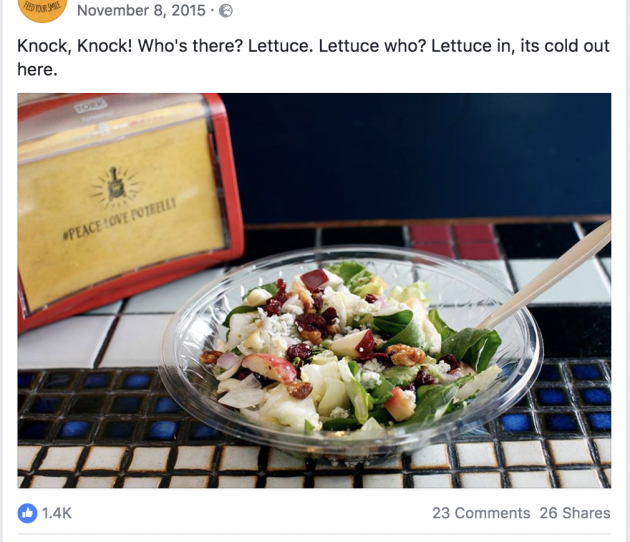 FEED YOUR SMILE
November 8, 2015 ·
Knock, Knock! Who's there? Lettuce. Lettuce who? Lettuce in, its cold out
here.
TORK
#PEACE LOVE POTBELLY
1.4K
23 Comments 26 Shares